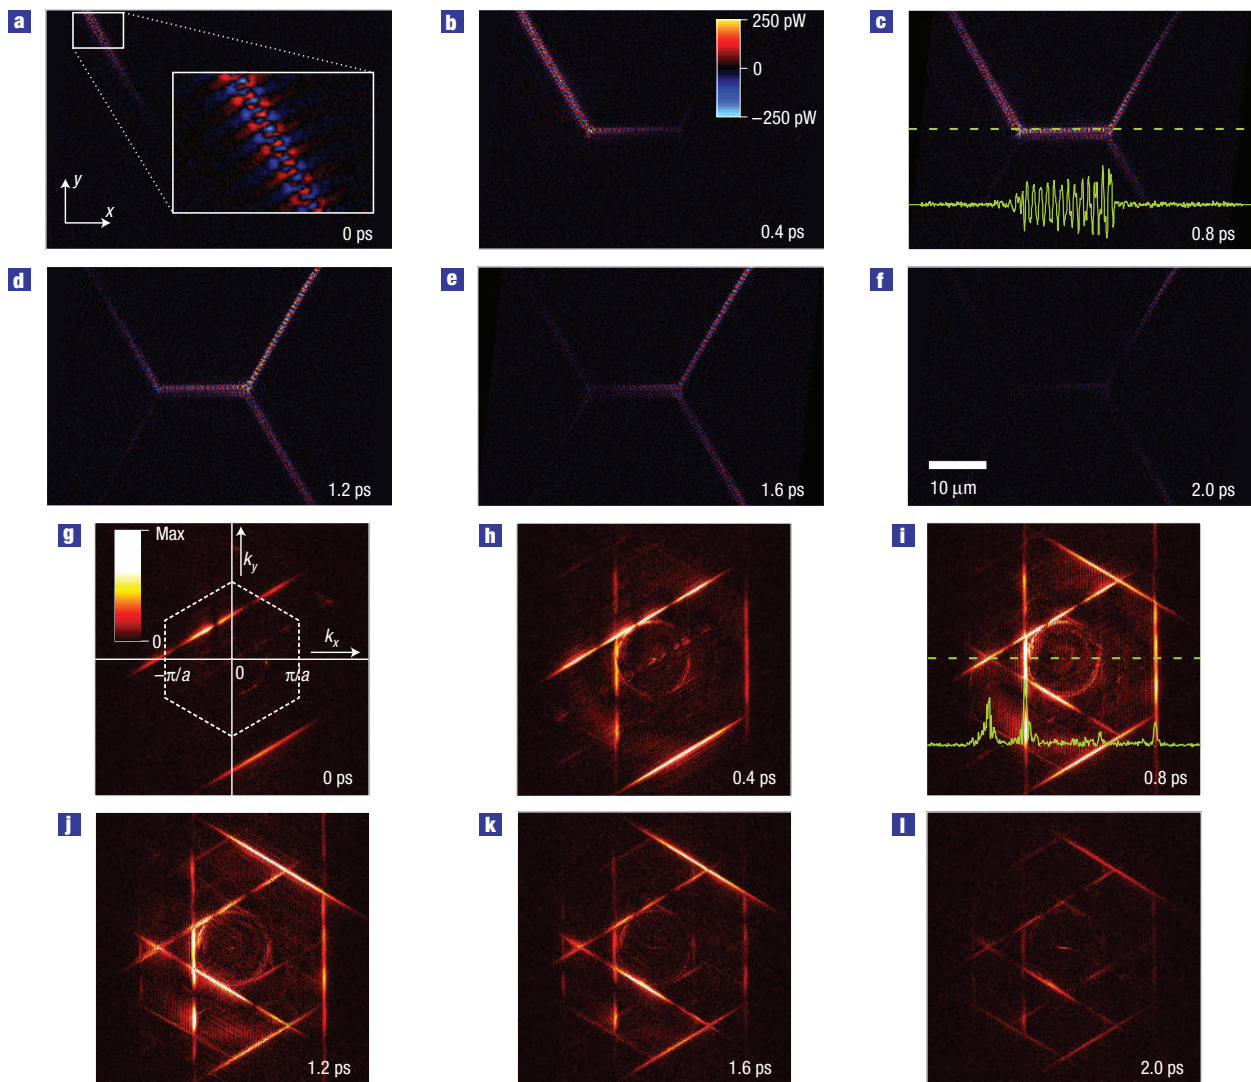 a
y
x
0 ps
b
250 pW
0
−250 pW
0.4 ps
c
0.8 ps
d
1.2 ps
e
1.6 ps
f
10 μm
2.0 ps
g
Max
0
k_y
k_x
−π/a
0
π/a
0 ps
h
0.4 ps
i
0.8 ps
j
1.2 ps
k
1.6 ps
l
2.0 ps